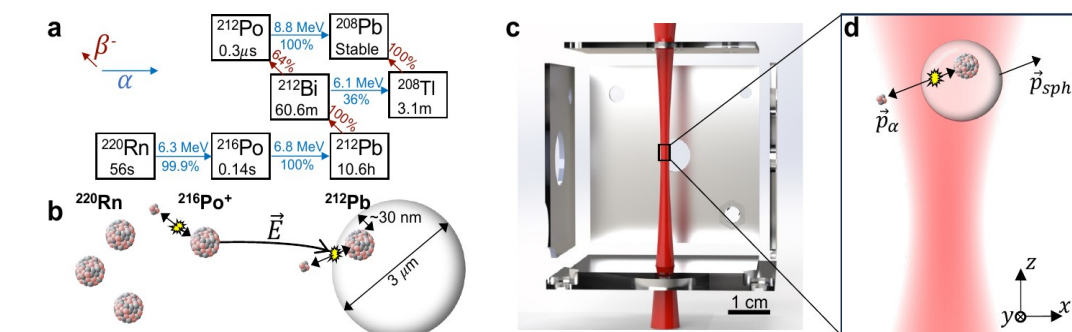 a
β⁻
α
²¹²Po
0.3μs
8.8 MeV
100%
²⁰⁸Pb
Stable
64%
100%
²¹²Bi
60.6m
6.1 MeV
36%
²⁰⁸Tl
3.1m
100%
²²⁰Rn
56s
6.3 MeV
99.9%
²¹⁶Po
0.14s
6.8 MeV
100%
²¹²Pb
10.6h
b
²²⁰Rn
²¹⁶Po⁺
E⃗
²¹²Pb
~30 nm
3 μm
c
1 cm
d
p⃗sph
p⃗α
z
y
x